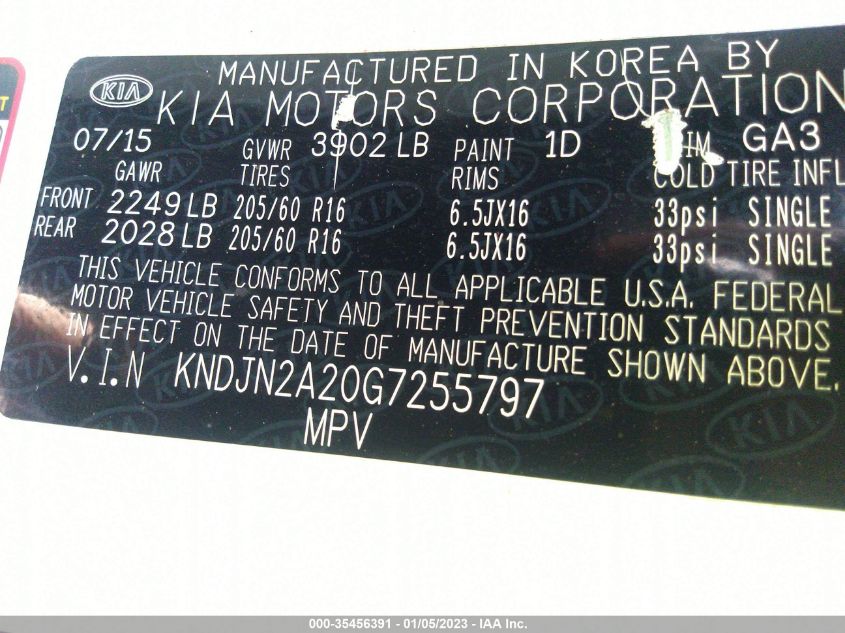 MANUFACTURED IN KOREA BY
KIA KIA MOTORS CORPORATION
07/15 GVWR 3902 LB PAINT 1D GA3
GAWR TIRES RIMS COLD TIRE INFL
FRONT 2249 LB 205/60 R16 6.5JX16 33psi SINGLE
REAR 2028 LB 205/60 R16 6.5JX16 33psi SINGLE
THIS VEHICLE CONFORMS TO ALL APPLICABLE U.S.A. FEDERAL
MOTOR VEHICLE SAFETY AND THEFT PREVENTION STANDARDS
IN EFFECT ON THE DATE OF MANUFACTURE SHOWN ABOVE.
V.I.N KNDJN2A20G7255797
MPV
000-35456391 - 01/05/2023 - IAA Inc.